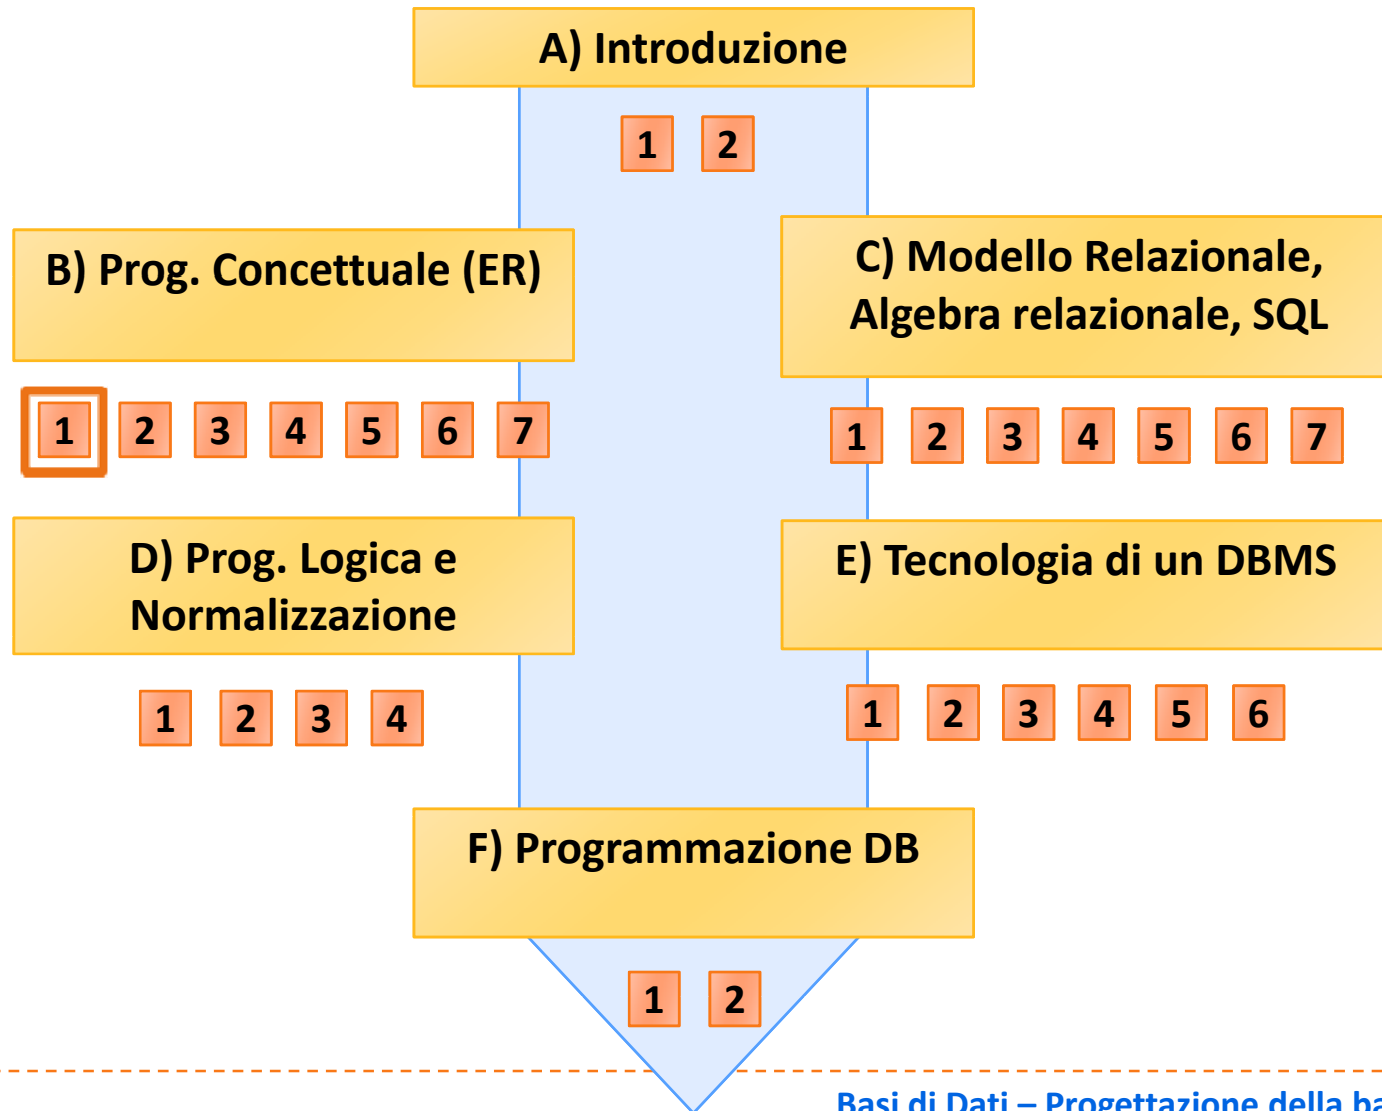 A) Introduzione
1 2
B) Prog. Concettuale (ER)
C) Modello Relazionale,
Algebra relazionale, SQL
1 2 3 4 5 6 7
1 2 3 4 5 6 7
D) Prog. Logica e
Normalizzazione
E) Tecnologia di un DBMS
1 2 3 4
1 2 3 4 5 6
F) Programmazione DB
1 2
Basi di Dati – Progettazione della ba